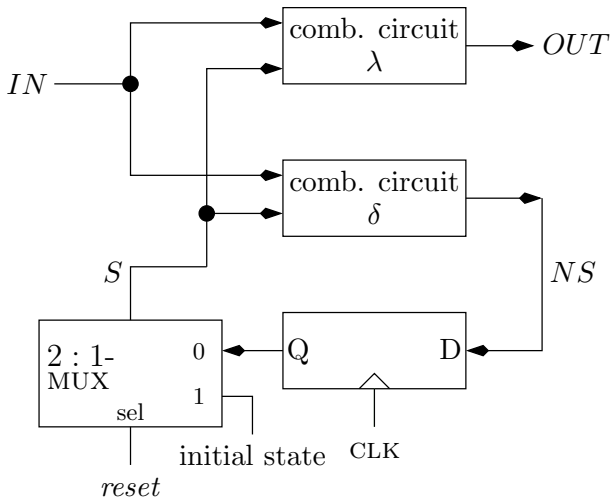 comb. circuit
λ
OUT
IN
comb. circuit
δ
S
NS
2 : 1-
MUX
0
1
sel
Q
D
initial state
CLK
reset